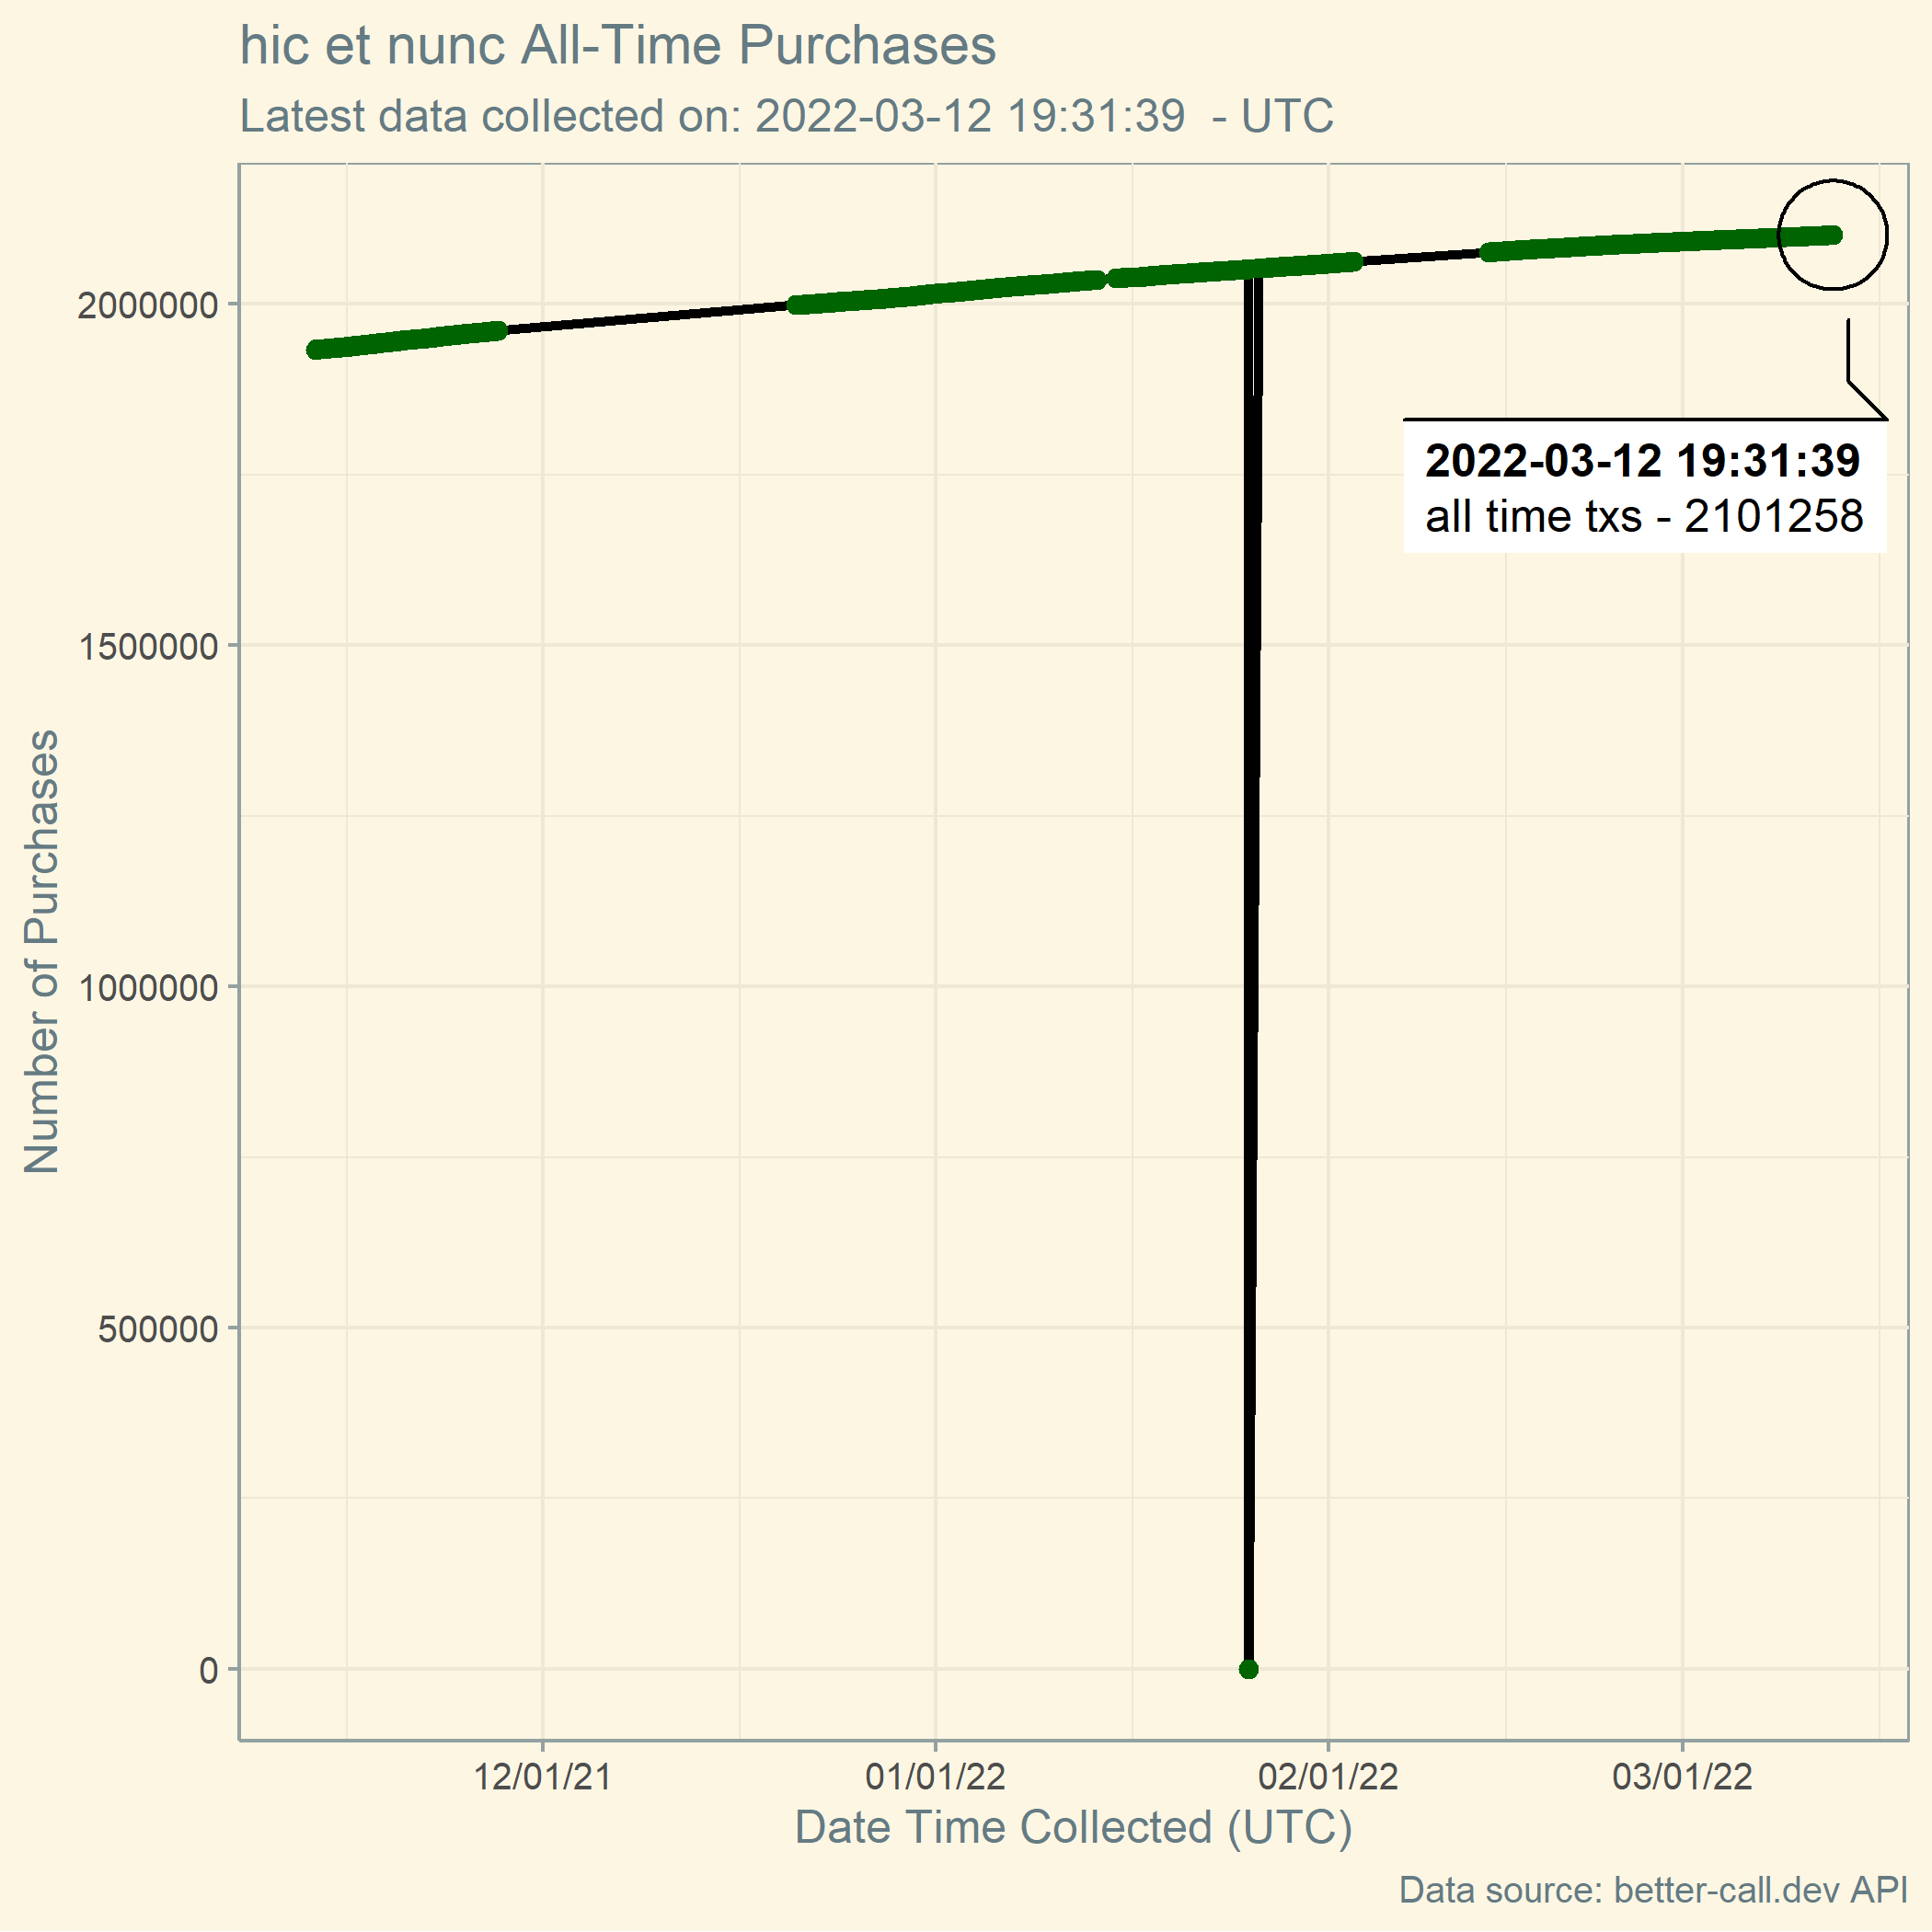 hic et nunc All-Time Purchases
Latest data collected on: 2022-03-12 19:31:39  - UTC
Number of Purchases
2000000
1500000
1000000
500000
0
2022-03-12 19:31:39
all time txs - 2101258
12/01/21
01/01/22
02/01/22
03/01/22
Date Time Collected (UTC)
Data source: better-call.dev API